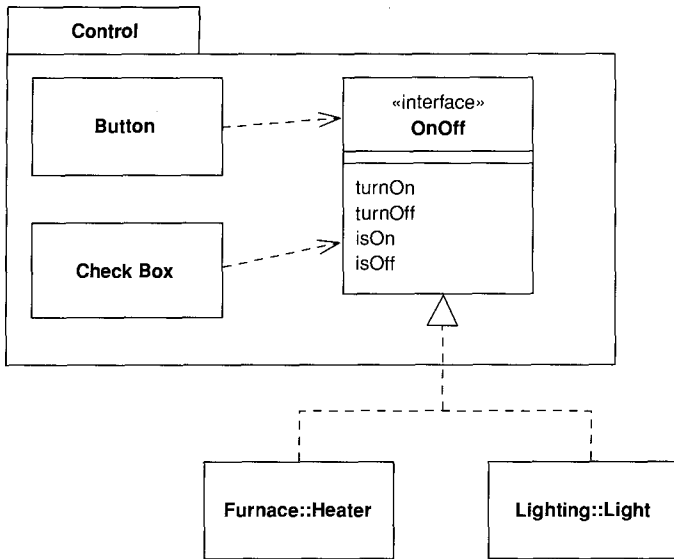 Control
Button
Check Box
«interface»
OnOff
turnOn
turnOff
isOn
isOff
Furnace::Heater
Lighting::Light